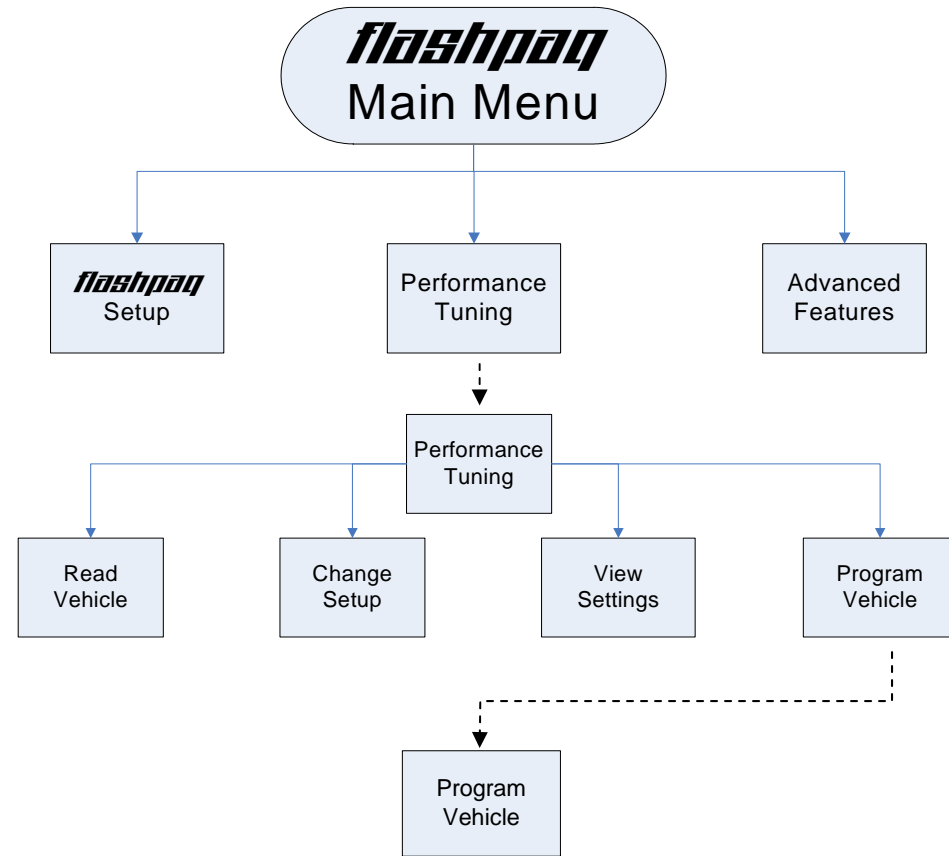 flashpaq
Main Menu
flashpaq
Setup
Performance
Tuning
Advanced
Features
Performance
Tuning
Read
Vehicle
Change
Setup
View
Settings
Program
Vehicle
Program
Vehicle